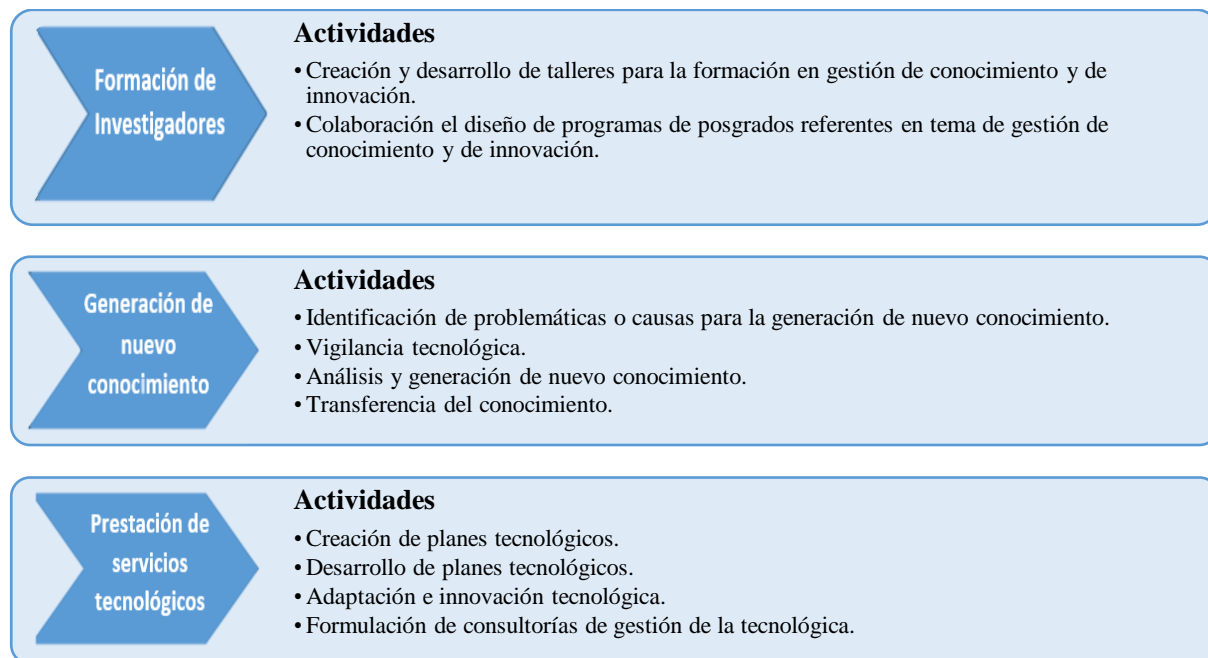 Formación de
Investigadores
Actividades
• Creación y desarrollo de talleres para la formación en gestión de conocimiento y de
innovación.
• Colaboración el diseño de programas de posgrados referentes en tema de gestión de
conocimiento y de innovación.
Generación de
nuevo
conocimiento
Actividades
• Identificación de problemáticas o causas para la generación de nuevo conocimiento.
• Vigilancia tecnológica.
• Análisis y generación de nuevo conocimiento.
• Transferencia del conocimiento.
Prestación de
servicios
tecnológicos
Actividades
• Creación de planes tecnológicos.
• Desarrollo de planes tecnológicos.
• Adaptación e innovación tecnológica.
• Formulación de consultorías de gestión de la tecnológica.